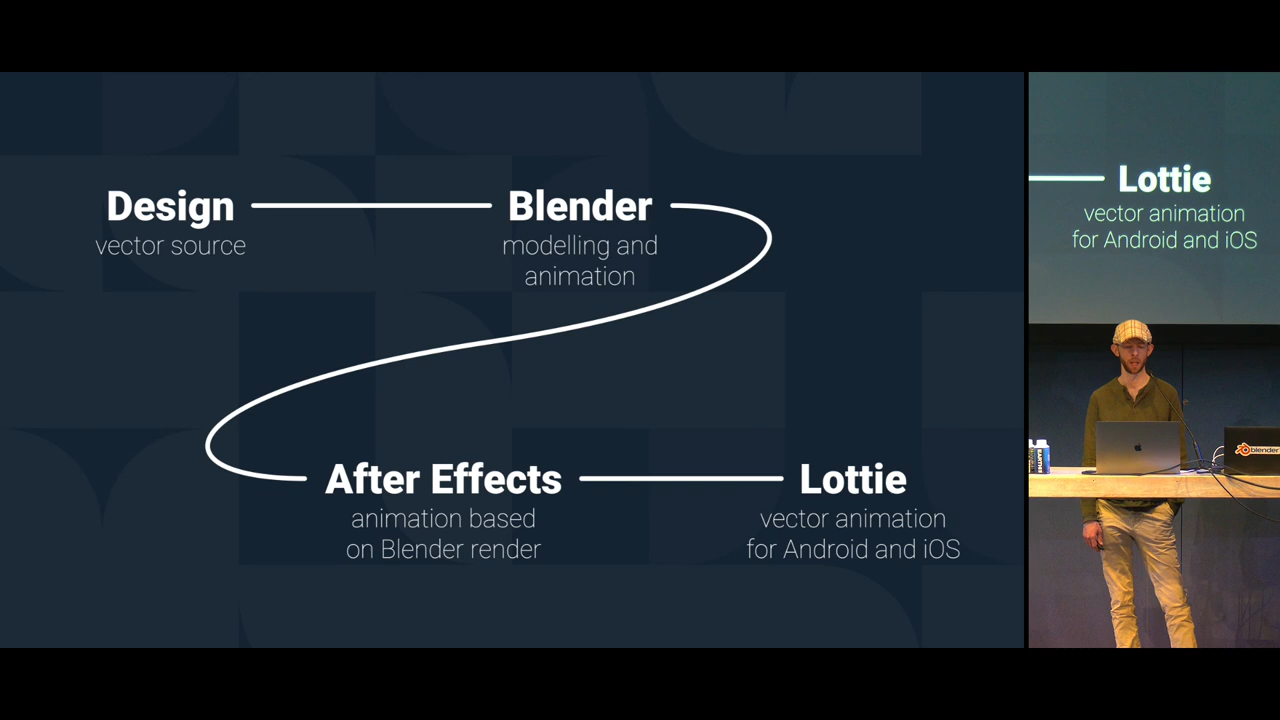 Design
vector source
Blender
modelling and
animation
After Effects
animation based
on Blender render
Lottie
vector animation
for Android and iOS
Lottie
vector animation
for Android and iOS
blender